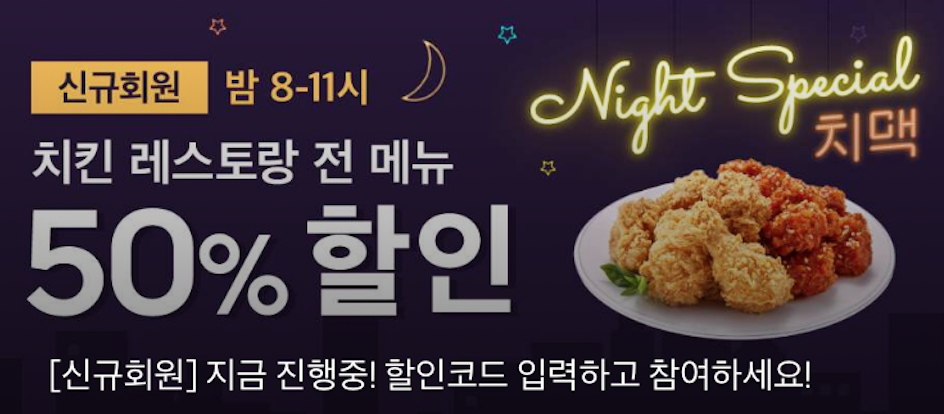 신규회원 밤 8-11시
치킨 레스토랑 전 메뉴
50% 할인
Night Special
치맥
[신규회원] 지금 진행중! 할인코드 입력하고 참여하세요!